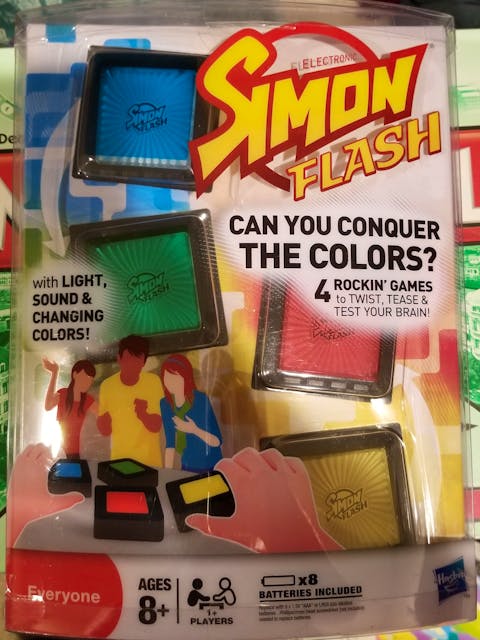 ELECTRONIC
SIMON
FLASH
SIMON
FLASH
CAN YOU CONQUER
THE COLORS?
4 ROCKIN' GAMES
to TWIST, TEASE &
TEST YOUR BRAIN!
SIMON
FLASH
with LIGHT,
SOUND &
CHANGING
COLORS!
SIMON
FLASH
SIMON
FLASH
Everyone
AGES
8+
1+
PLAYERS
x8
BATTERIES INCLUDED
Hasbro